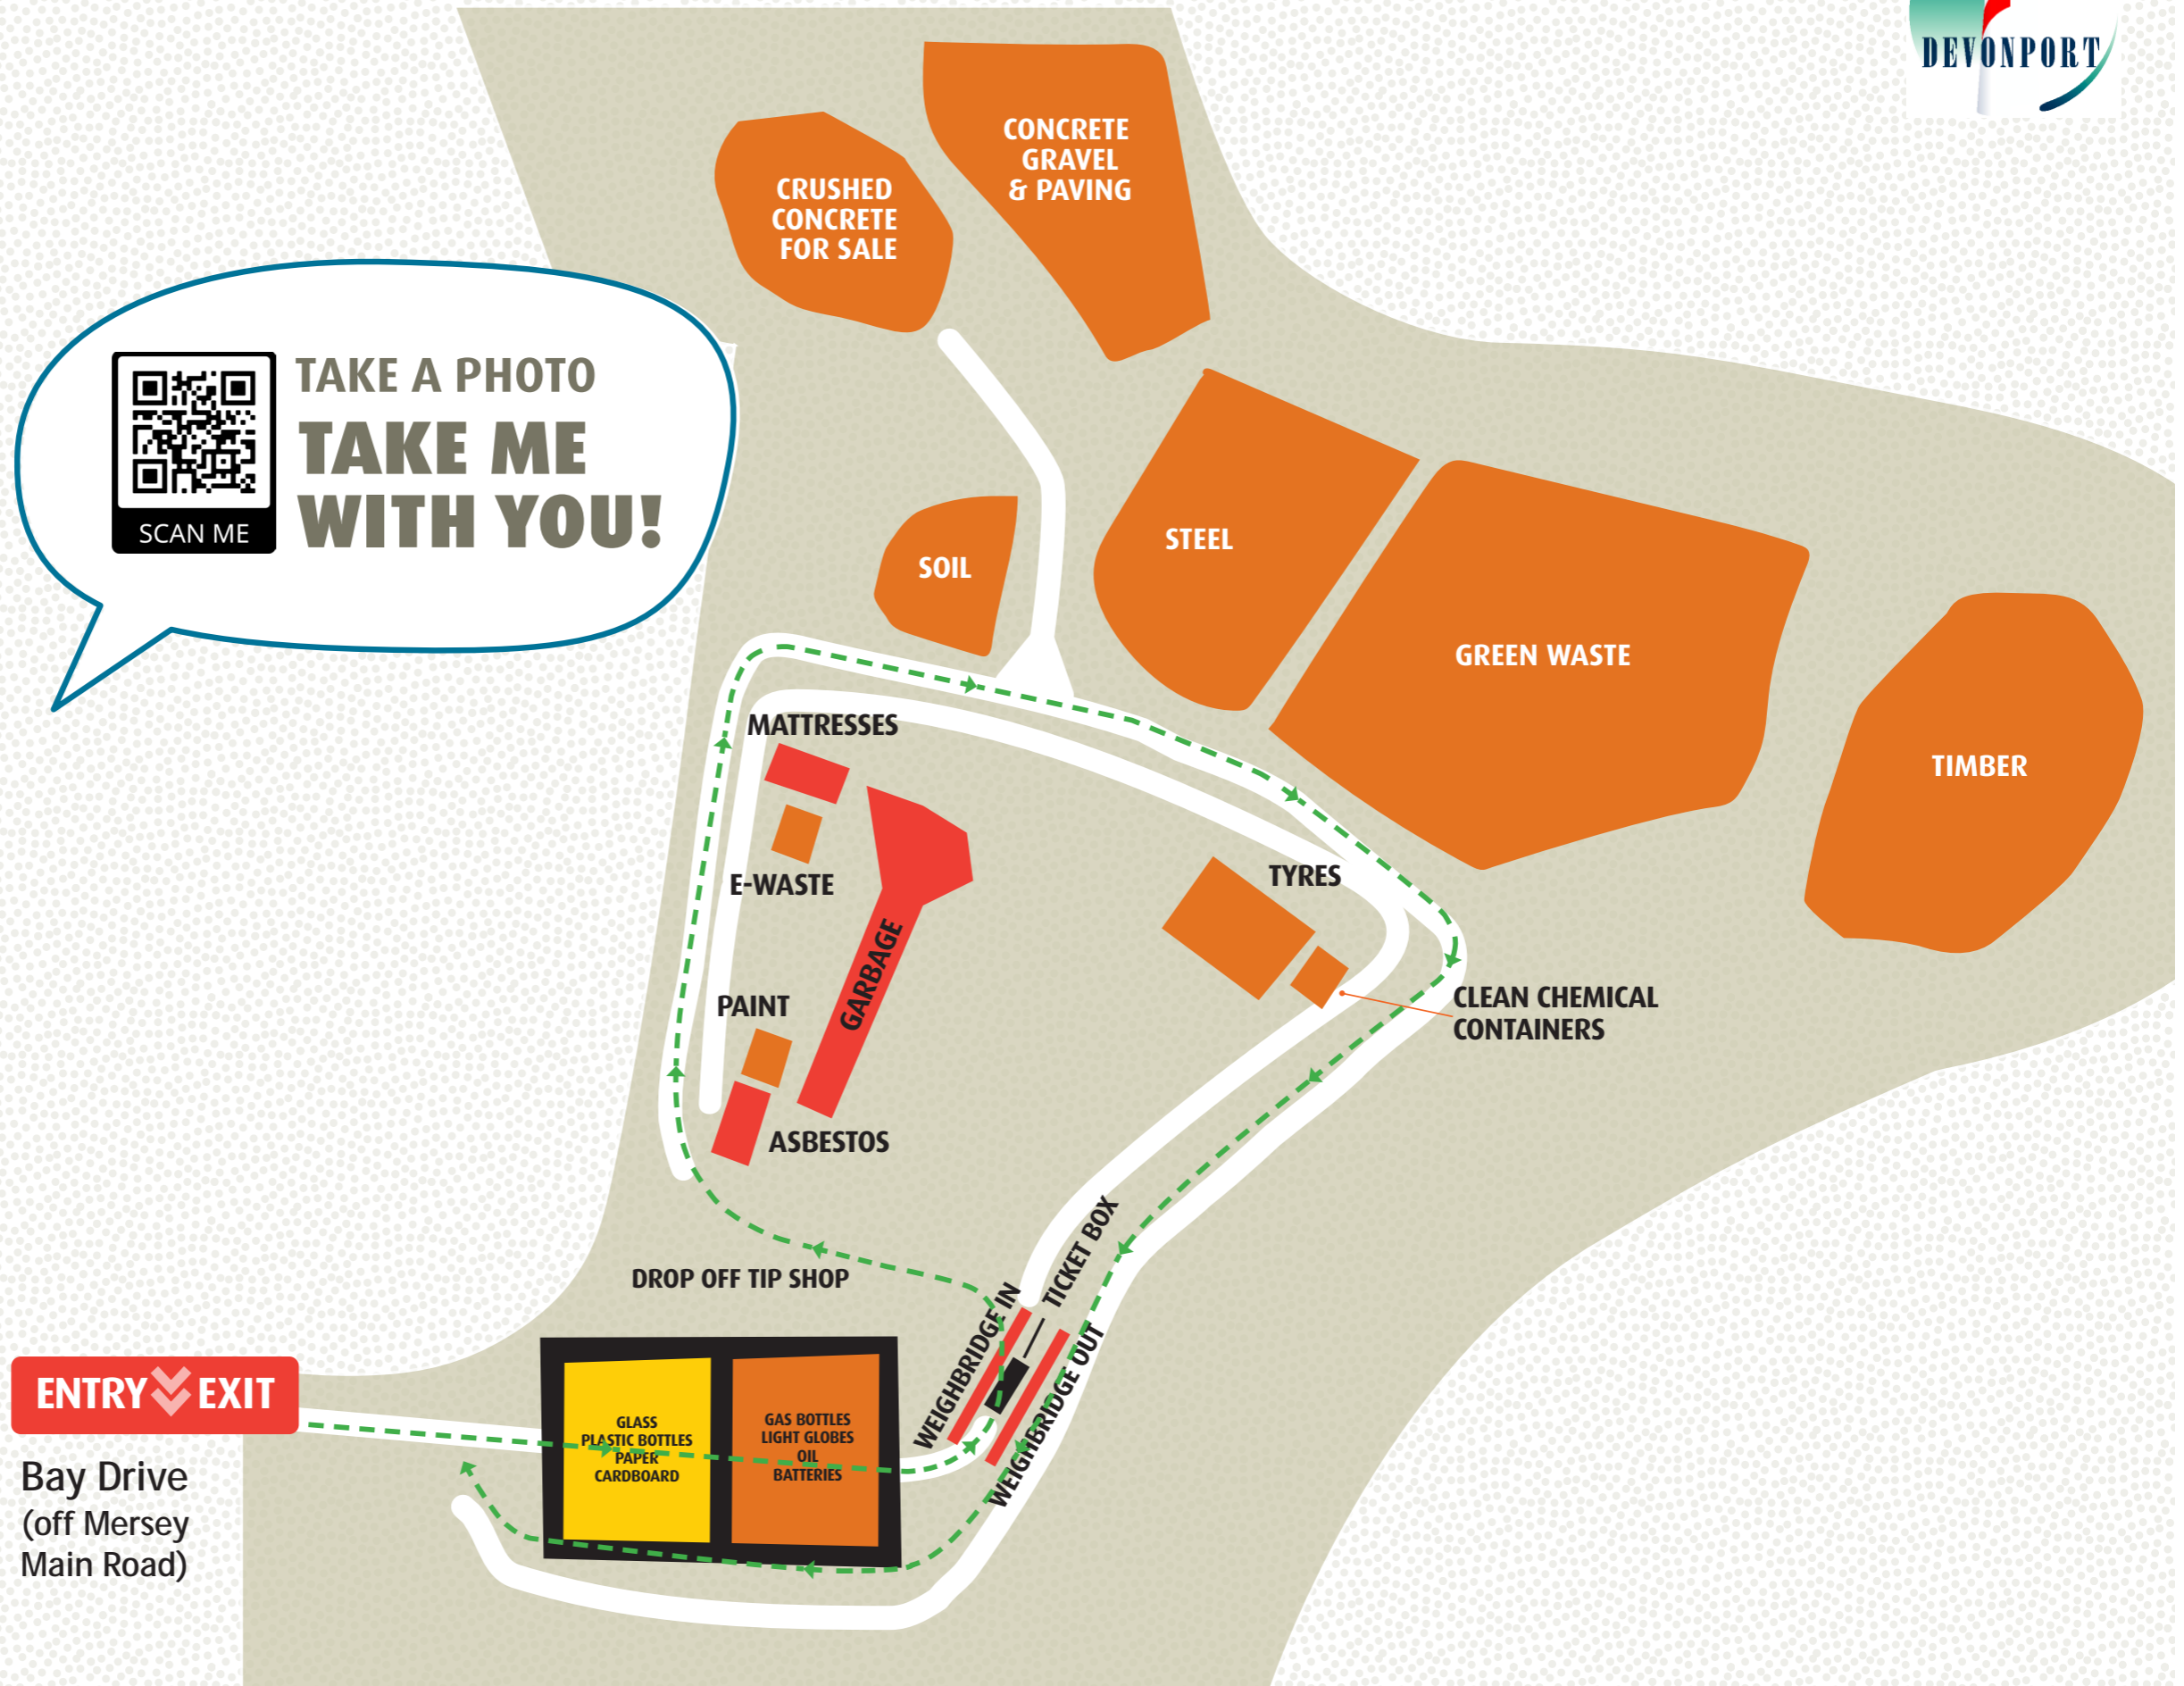 DEVONPORT
CONCRETE
GRAVEL
& PAVING
CRUSHED
CONCRETE
FOR SALE
TAKE A PHOTO
TAKE ME
WITH YOU!
SCAN ME
SOIL
STEEL
GREEN WASTE
TIMBER
MATTRESSES
E-WASTE
GARBAGE
TYRES
PAINT
CLEAN CHEMICAL
CONTAINERS
ASBESTOS
DROP OFF TIP SHOP
WEIGHBRIDGE IN
TICKET BOX
WEIGHBRIDGE OUT
ENTRY EXIT
Bay Drive
(off Mersey
Main Road)
GLASS
PLASTIC BOTTLES
PAPER
CARDBOARD
GAS BOTTLES
LIGHT GLOBES
OIL
BATTERIES